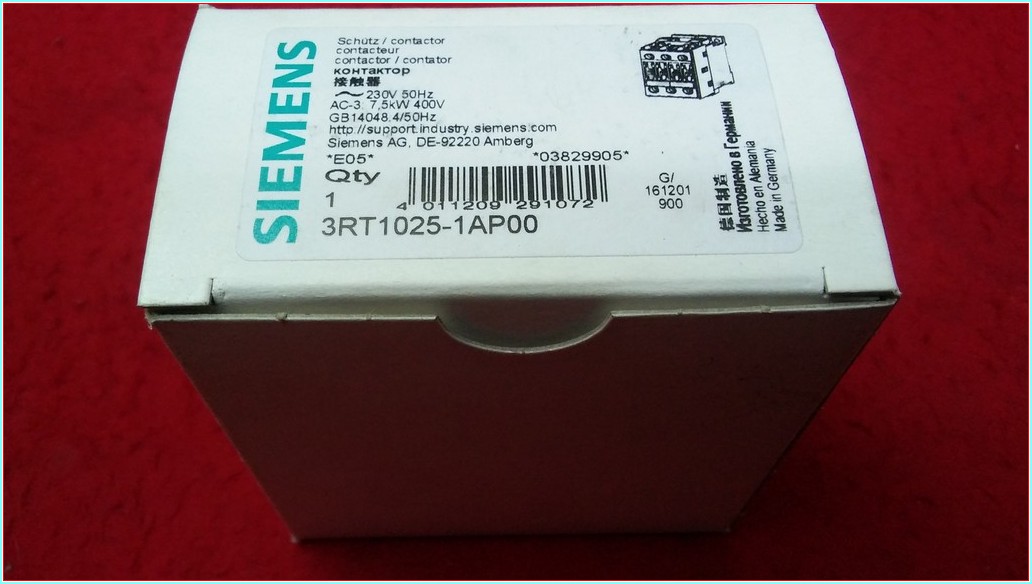 SIEMENS
Schütz / contactor
contacteur
contactor / contator
контактор
接触器
~ 230V 50Hz
AC-3. 7,5kW 400V
GB14048.4/50Hz
http://support.industry.siemens.com
Siemens AG, DE-92220 Amberg
*E05* *03829905*
Qty
1
4 011209 291072
3RT1025-1AP00
G/
161201
900
德国制造
Изготовлено в Германии
Hecho en Alemania
Made in Germany